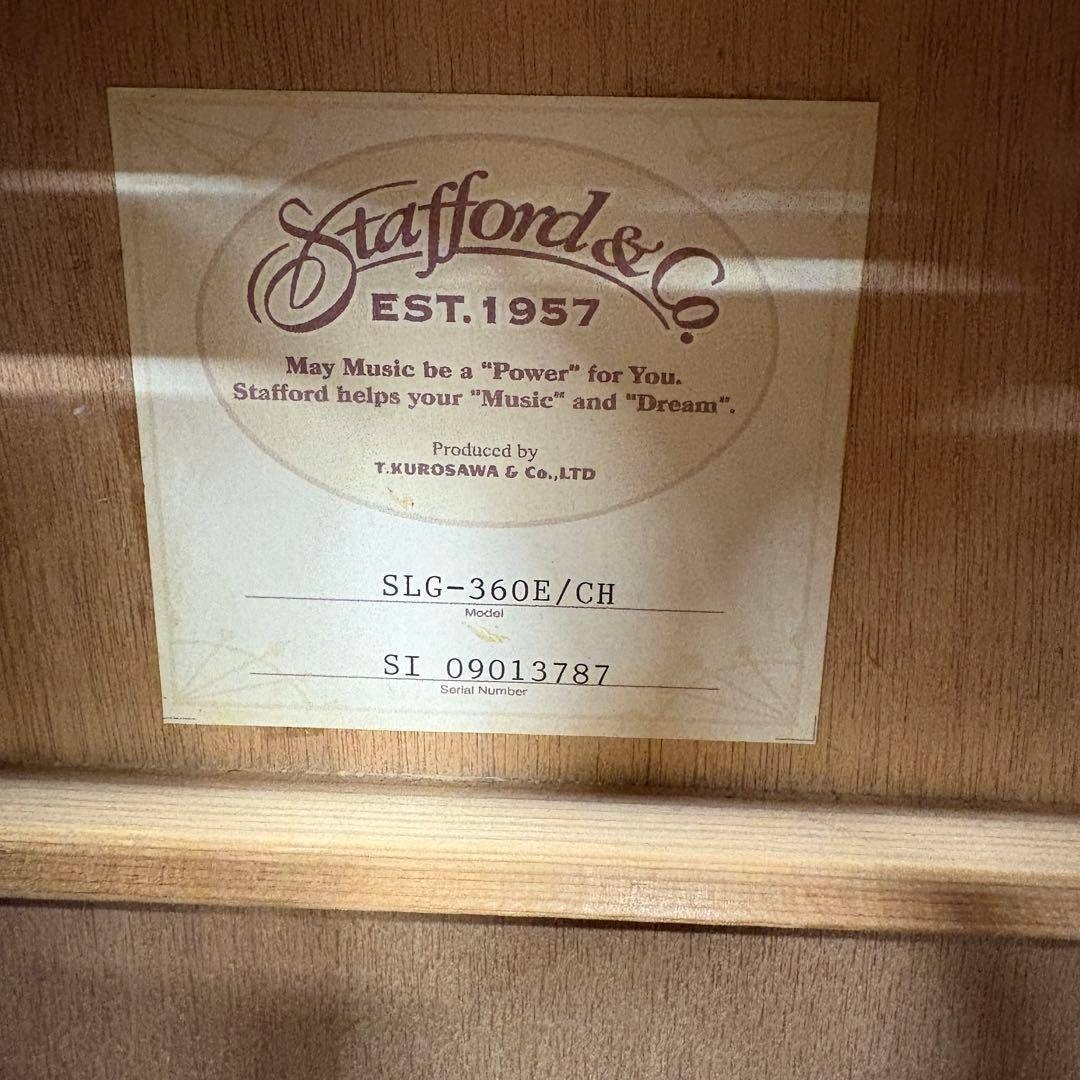 Stafford & Co.
EST. 1957
May Music be a "Power" for You.
Stafford helps your "Music" and "Dream".
Produced by
T.KUROSAWA & Co.,LTD
SLG-360E/CH
Model
SI 09013787
Serial Number